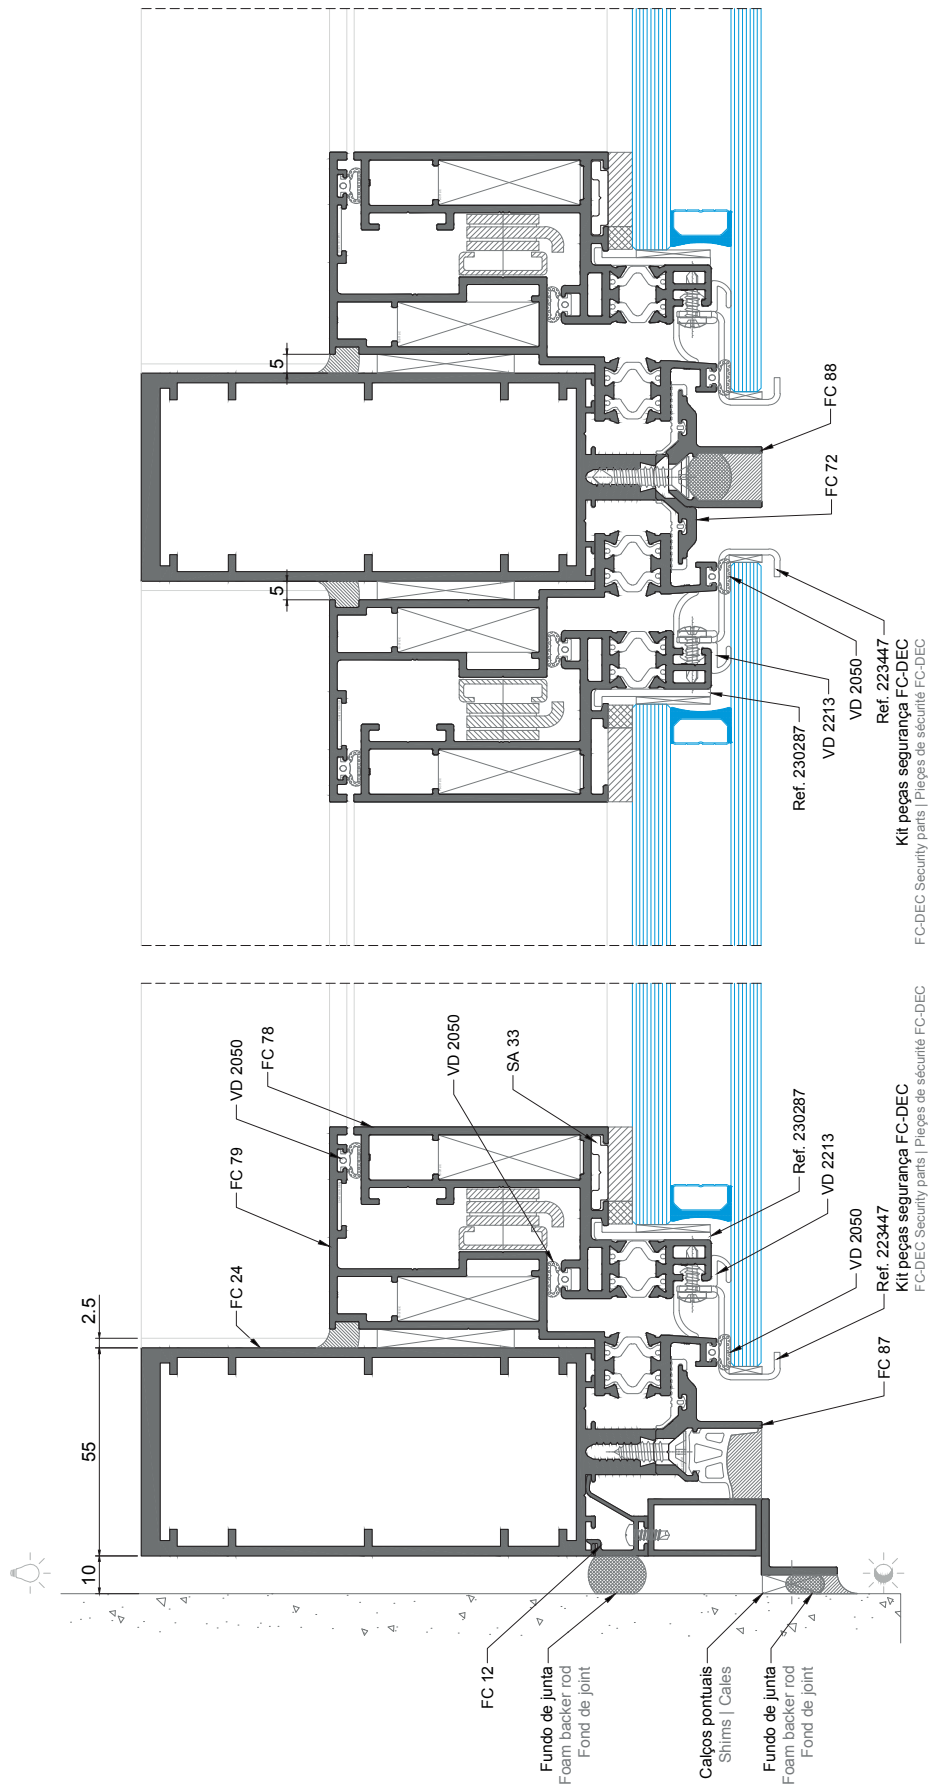 10
55
2.5
FC 24
FC 79
VD 2050
FC 78
VD 2050
SA 33
FC 12
Fundo de junta
Foam backer rod
Fond de joint
Calços pontuais
Shims | Cales
Fundo de junta
Foam backer rod
Fond de joint
Ref. 230287
VD 2213
VD 2050
Ref. 223447
Kit peças segurança FC-DEC
FC-DEC Security parts | Pieçes de sécurité FC-DEC
FC 87
5
5
FC 88
FC 72
Ref. 230287
VD 2213
VD 2050
Ref. 223447
Kit peças segurança FC-DEC
FC-DEC Security parts | Pieçes de sécurité FC-DEC